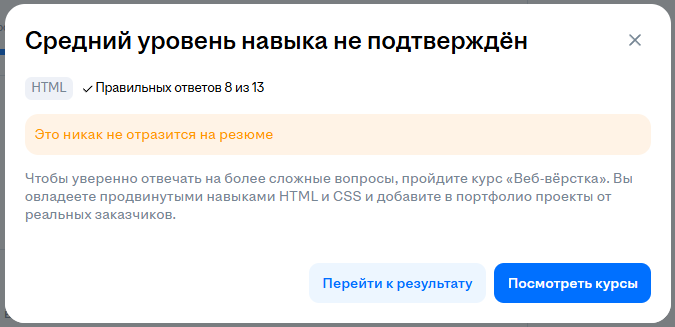 Средний уровень навыка не подтверждён
HTML Правильных ответов 8 из 13
Это никак не отразится на резюме
Чтобы уверенно отвечать на более сложные вопросы, пройдите курс «Веб-вёрстка». Вы
овладеете продвинутыми навыками HTML и CSS и добавите в портфолио проекты от
реальных заказчиков.
Перейти к результату Посмотреть курсы